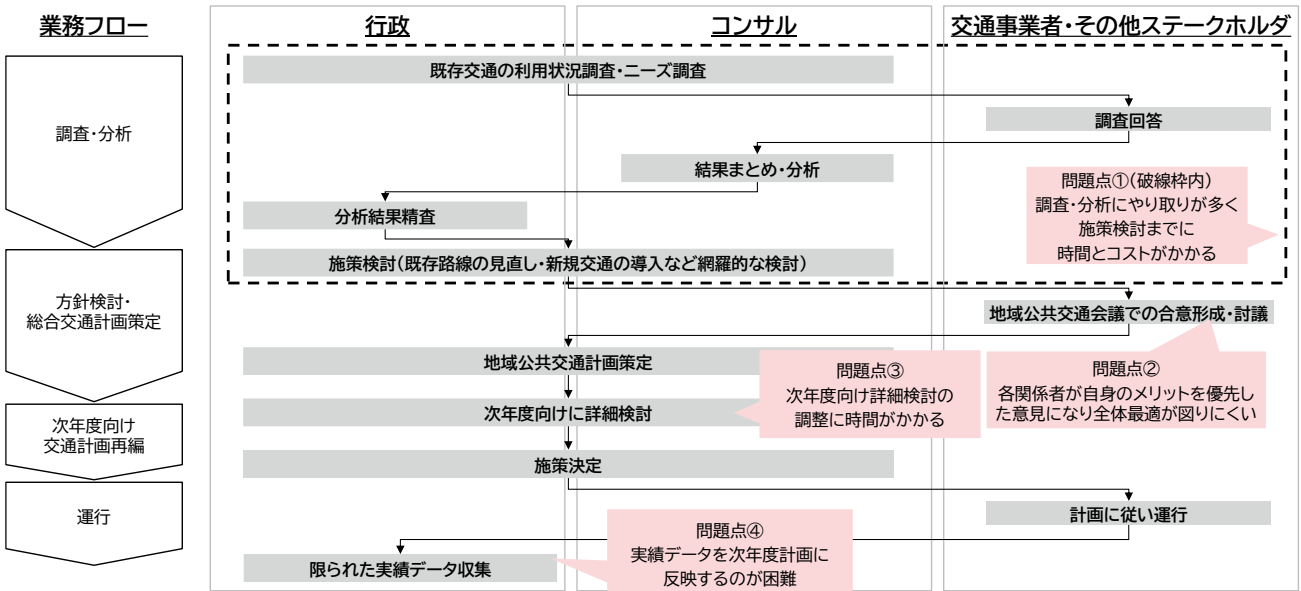 業務フロー
行政
コンサル
交通事業者・その他ステークホルダ
調査・分析
既存交通の利用状況調査・ニーズ調査
調査回答
結果まとめ・分析
分析結果精査
問題点①(破線枠内)
調査・分析にやり取りが多く
施策検討までに
時間とコストがかかる
施策検討(既存路線の見直し・新規交通の導入など網羅的な検討)
方針検討・
総合交通計画策定
地域公共交通会議での合意形成・討議
地域公共交通計画策定
問題点②
各関係者が自身のメリットを優先し
た意見になり全体最適が図りにくい
問題点③
次年度向け詳細検討の
調整に時間がかかる
次年度向け
交通計画再編
次年度向けに詳細検討
施策決定
運行
計画に従い運行
問題点④
実績データを次年度計画に
反映するのが困難
限られた実績データ収集